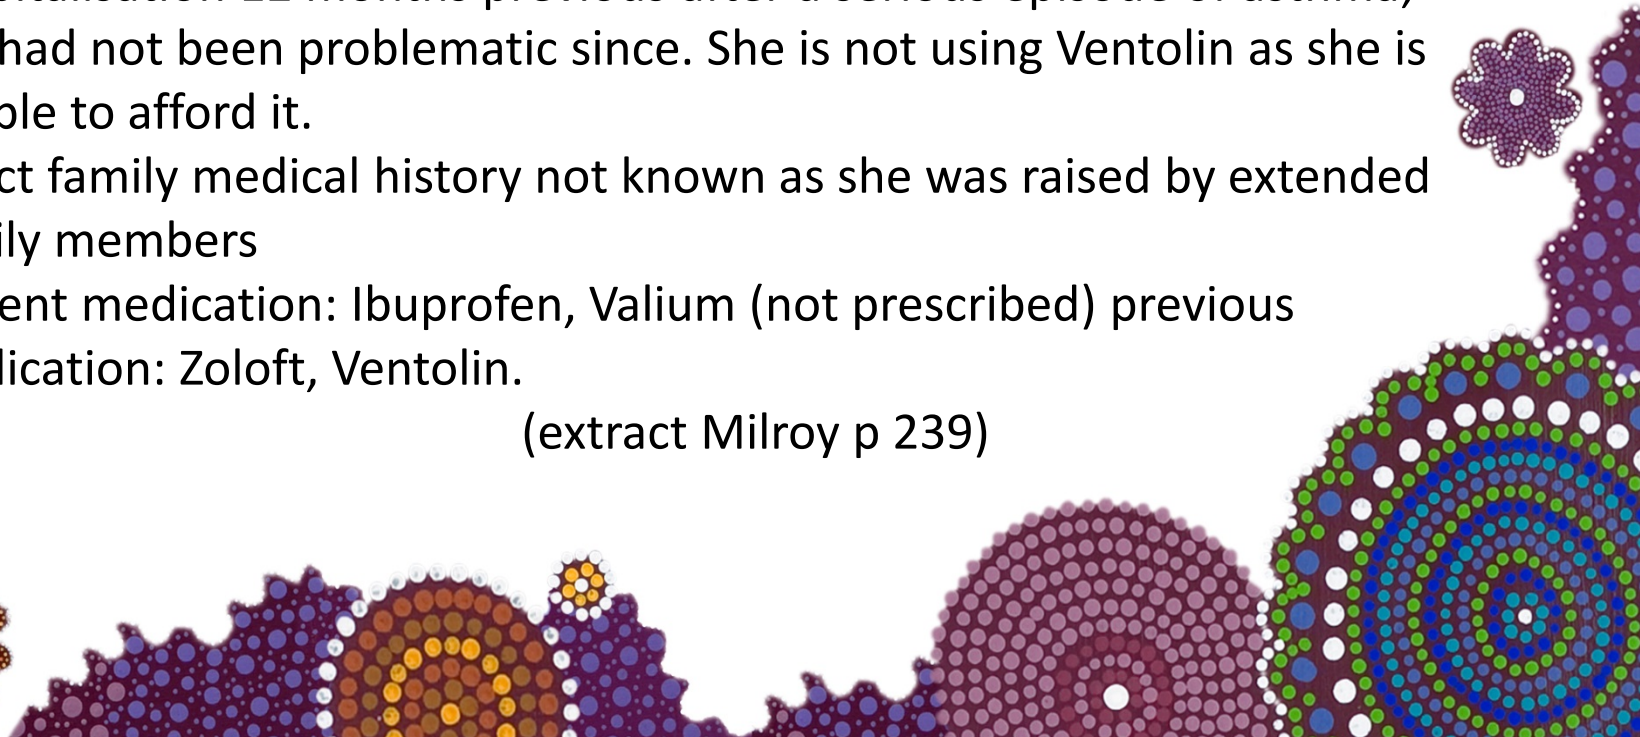 had not been problematic since. She is not using Ventolin as she is
ble to afford it.
ct family medical history not known as she was raised by extended
ily members
ent medication: Ibuprofen, Valium (not prescribed) previous
lication: Zoloft, Ventolin.
(extract Milroy p 239)